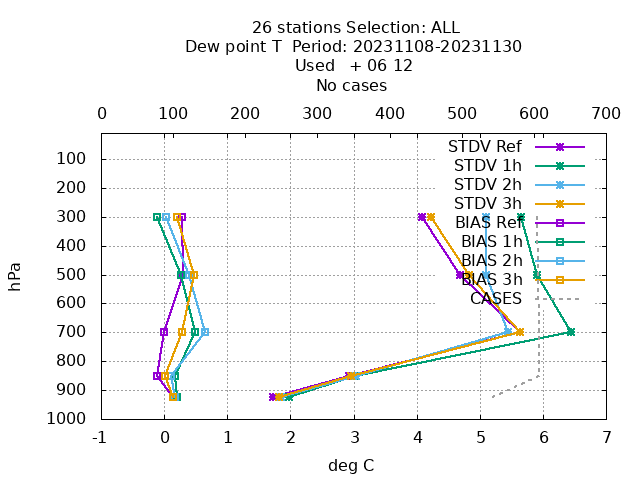 26 stations Selection: ALL
Dew point T  Period: 20231108-20231130
Used   + 06 12
No cases
0 100 200 300 400 500 600 700
STDV Ref
STDV 1h
STDV 2h
STDV 3h
BIAS Ref
BIAS 1h
BIAS 2h
BIAS 3h
CASES
100
200
300
400
500
600
700
800
900
1000
hPa
-1 0 1 2 3 4 5 6 7
deg C